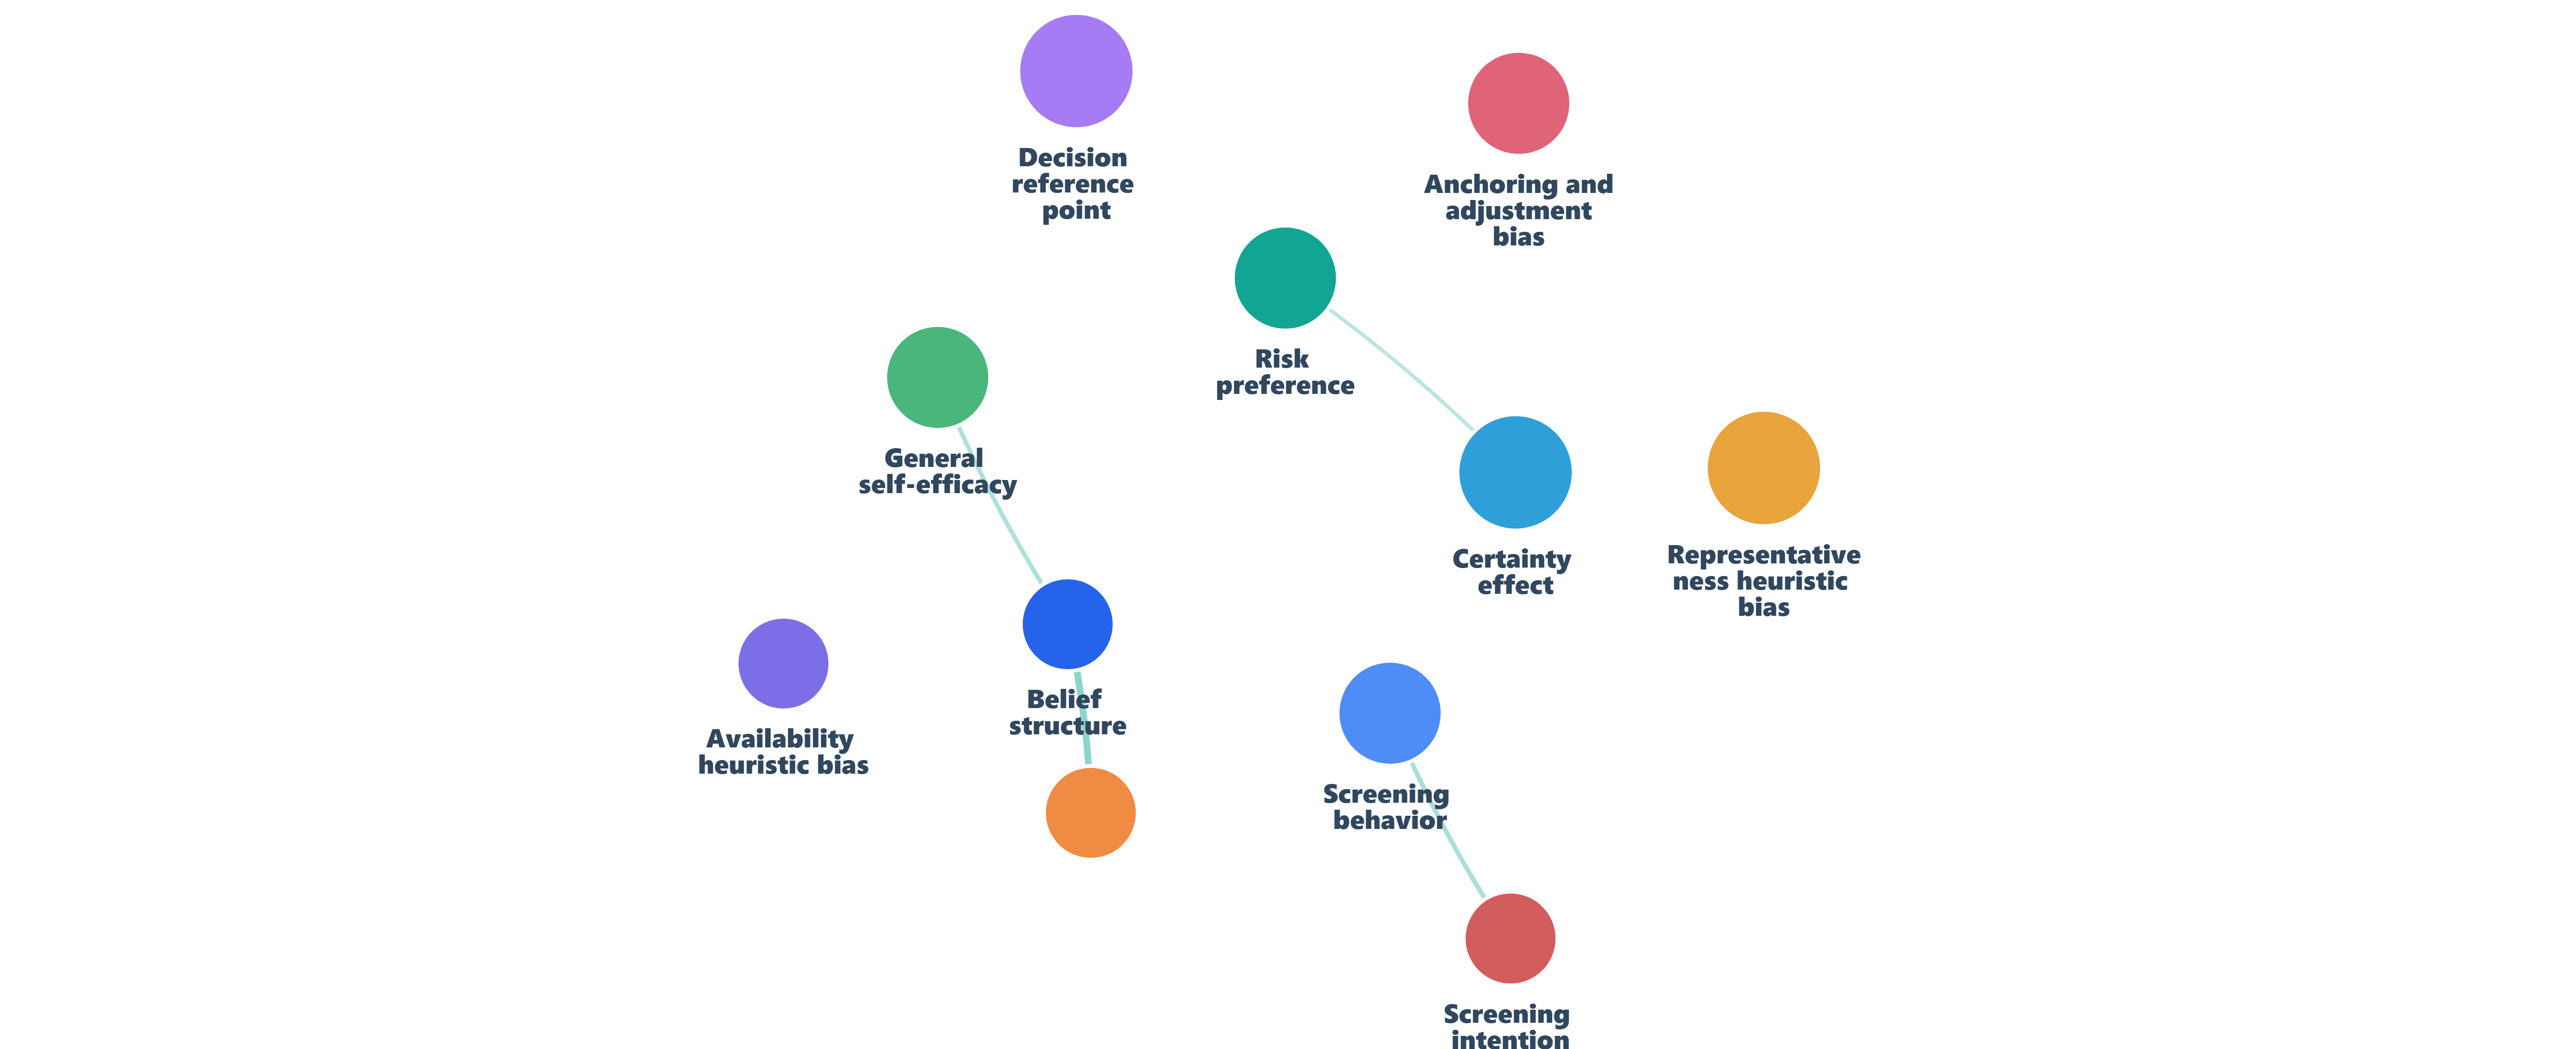 Decision
reference
point
Anchoring and
adjustment
bias
Risk
preference
General
self-efficacy
Certainty
effect
Representative
ness heuristic
bias
Belief
structure
Availability
heuristic bias
Screening
behavior
Screening
intention